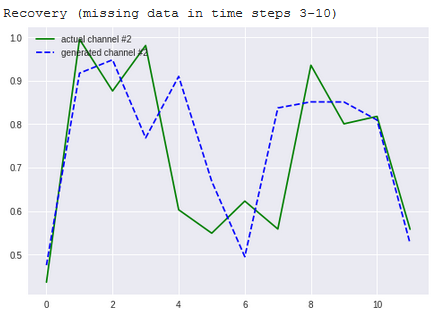 Recovery (missing data in time steps 3-10)
actual channel #2
generated channel #2
1.0
0.9
0.8
0.7
0.6
0.5
0 2 4 6 8 10